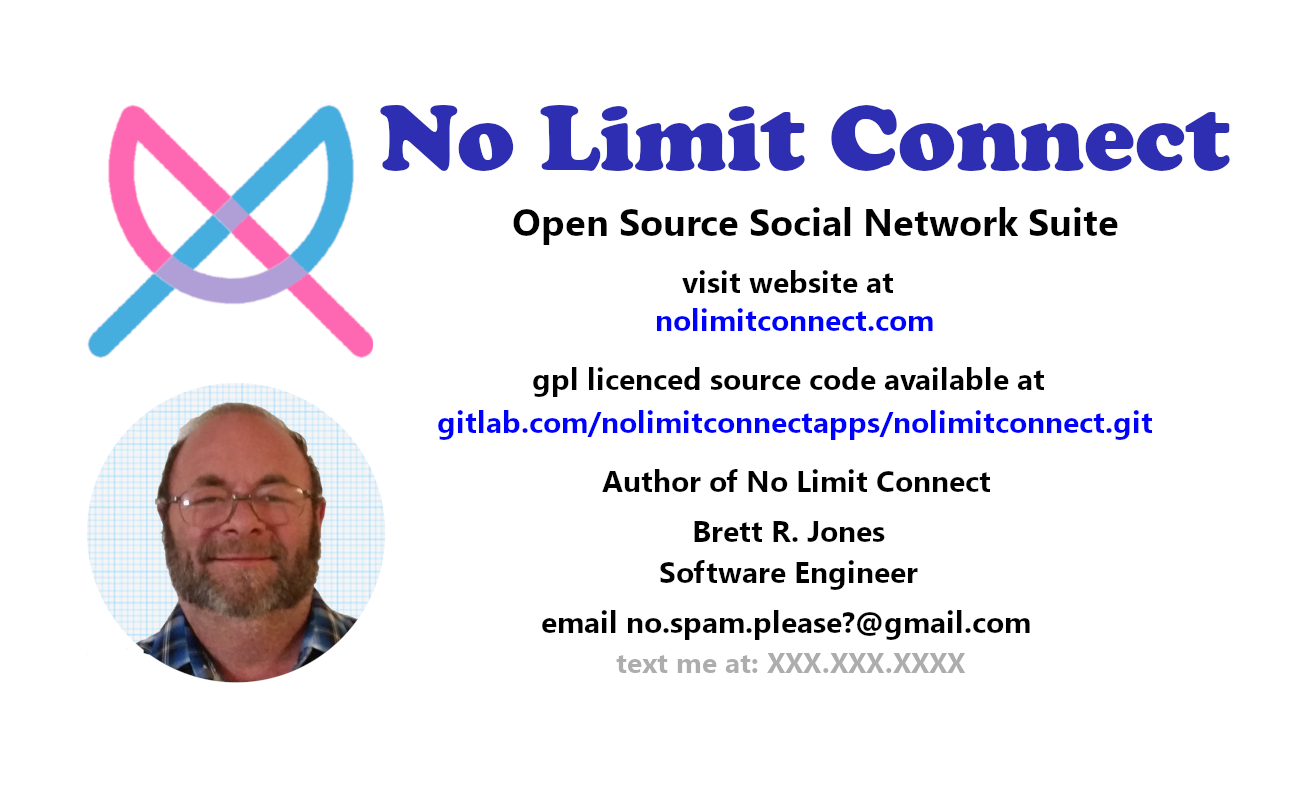 No Limit Connect
Open Source Social Network Suite
visit website at
nolimitconnect.com
gpl licenced source code available at
gitlab.com/nolimitconnectapps/nolimitconnect.git
Author of No Limit Connect
Brett R. Jones
Software Engineer
email no.spam.please?@gmail.com
text me at: XXX.XXX.XXXX